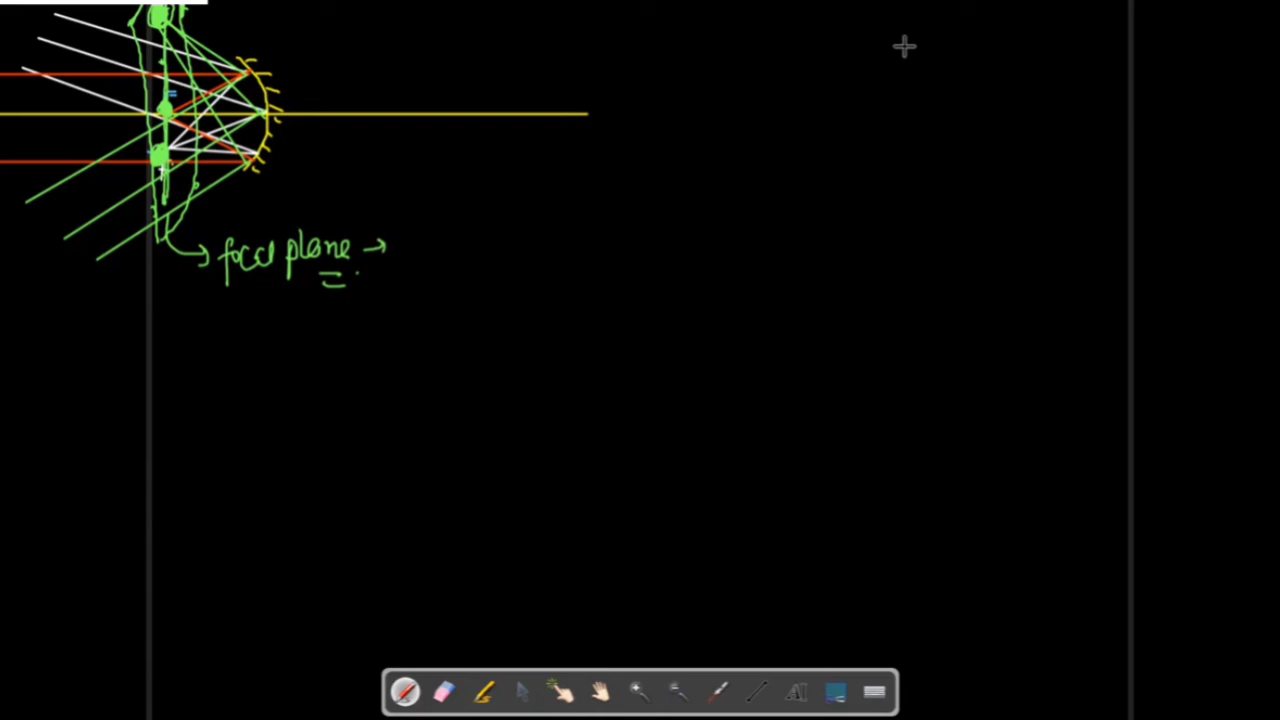 → focal plane →